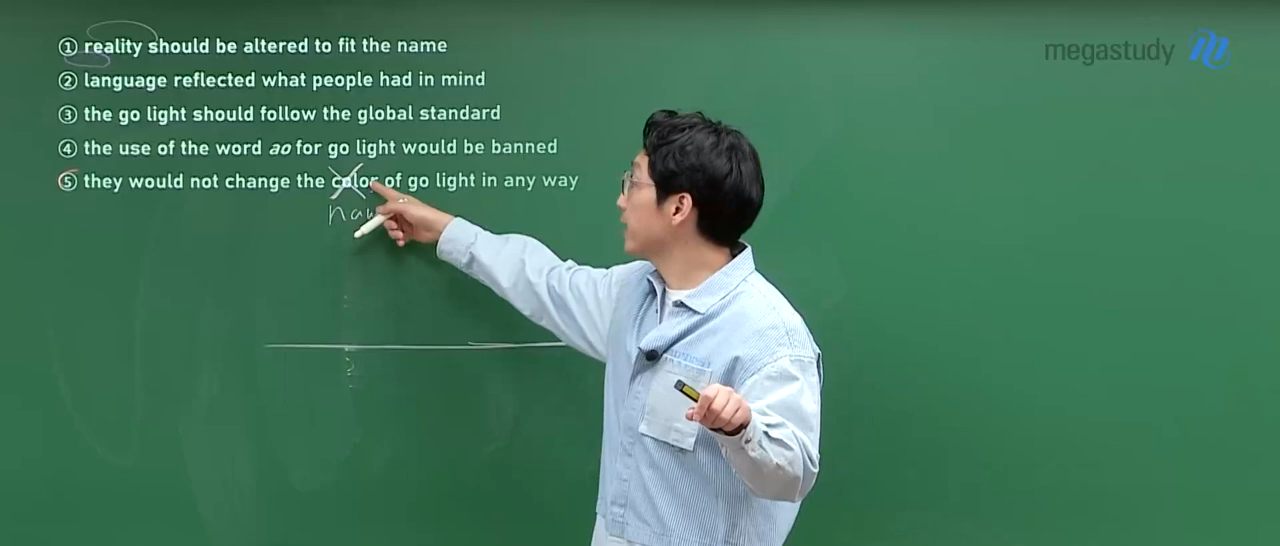 ① reality should be altered to fit the name
② language reflected what people had in mind
③ the go light should follow the global standard
④ the use of the word ao for go light would be banned
⑤ they would not change the color of go light in any way
megastudy